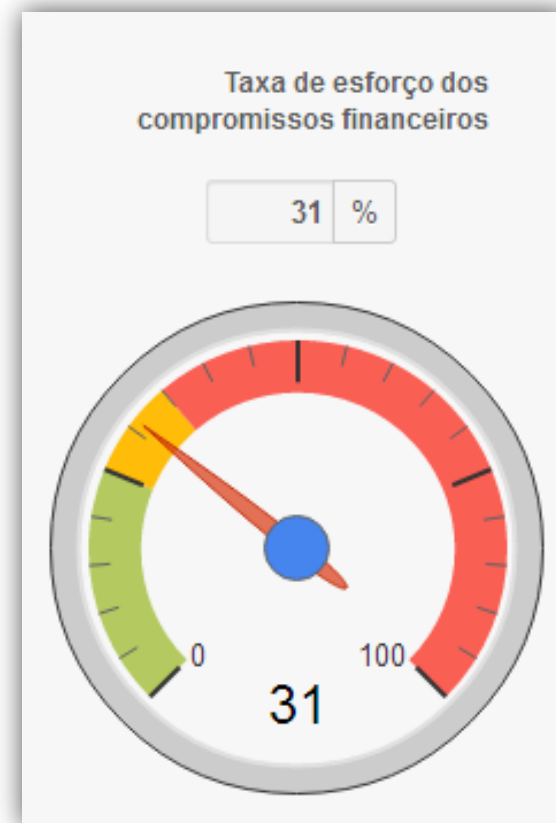 Taxa de esforço dos
compromissos financeiros
31 %
0 100
31